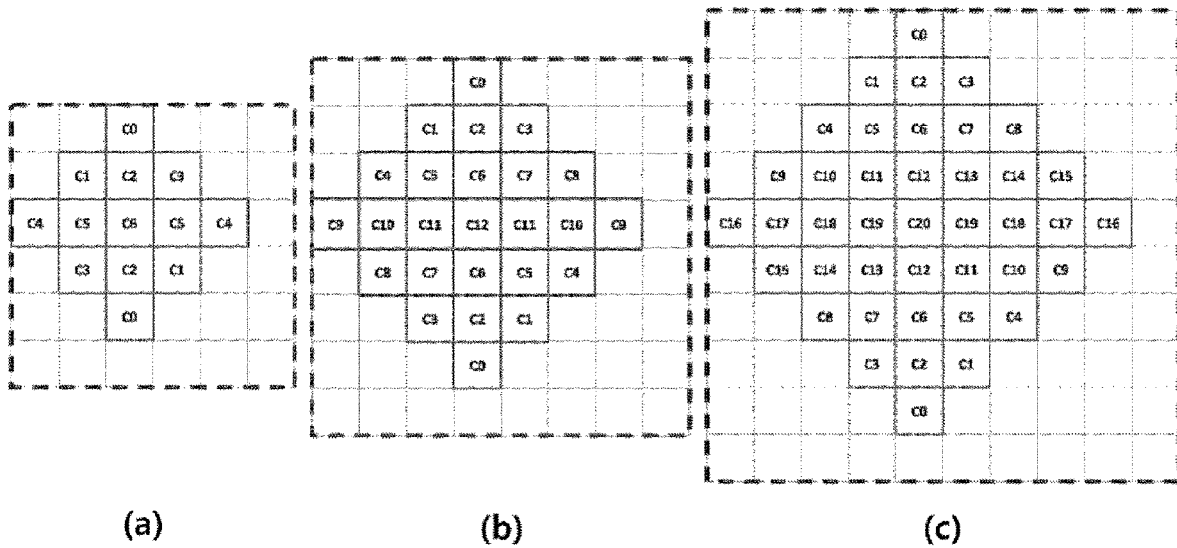 C0
C1 C2 C3
C4 C5 C6 C5 C4
C3 C2 C1
C0
(a)
C0
C1 C2 C3
C4 C5 C6 C7 C8
C9 C10 C11 C12 C11 C10 C9
C8 C7 C6 C5 C4
C3 C2 C1
C0
(b)
C0
C1 C2 C3
C4 C5 C6 C7 C8
C9 C10 C11 C12 C13 C14 C15
C16 C17 C18 C19 C20 C19 C18 C17 C16
C15 C14 C13 C12 C11 C10 C9
C8 C7 C6 C5 C4
C3 C2 C1
C0
(c)